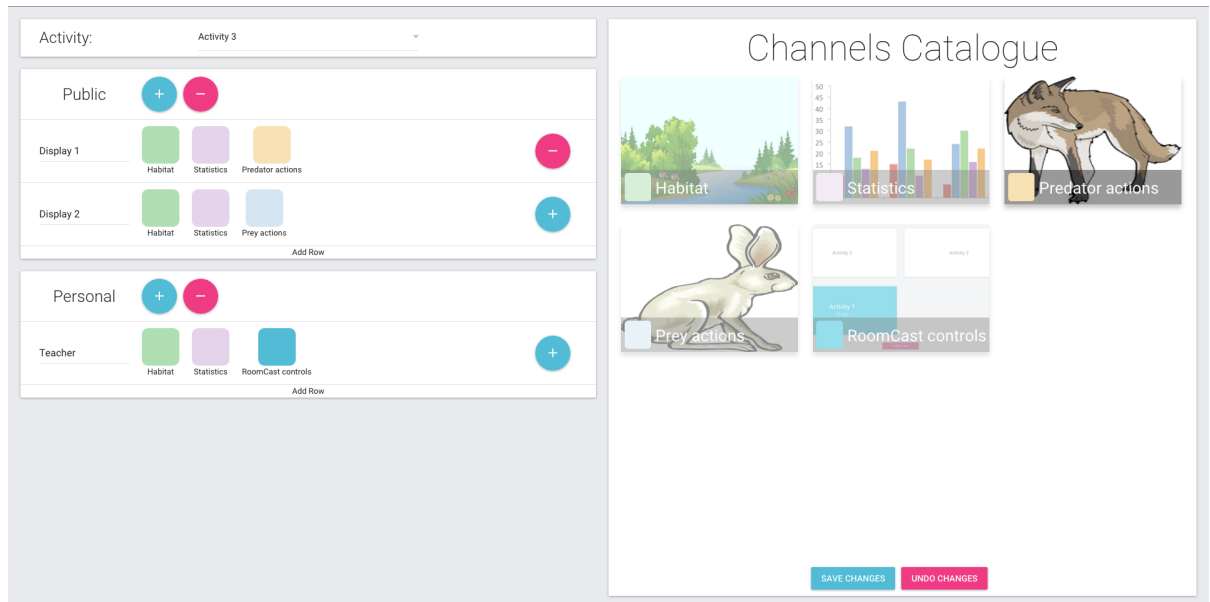 Activity:
Activity 3
Public
+
−
Display 1
Habitat
Statistics
Predator actions
−
Display 2
Habitat
Statistics
Prey actions
+
Add Row
Personal
+
−
Teacher
Habitat
Statistics
RoomCast controls
+
Add Row
Channels Catalogue
Habitat
50
45
40
35
30
25
20
15
Statistics
Predator actions
Prey actions
Activity 3
Activity 2
Activity 1
RoomCast controls
SAVE CHANGES
UNDO CHANGES